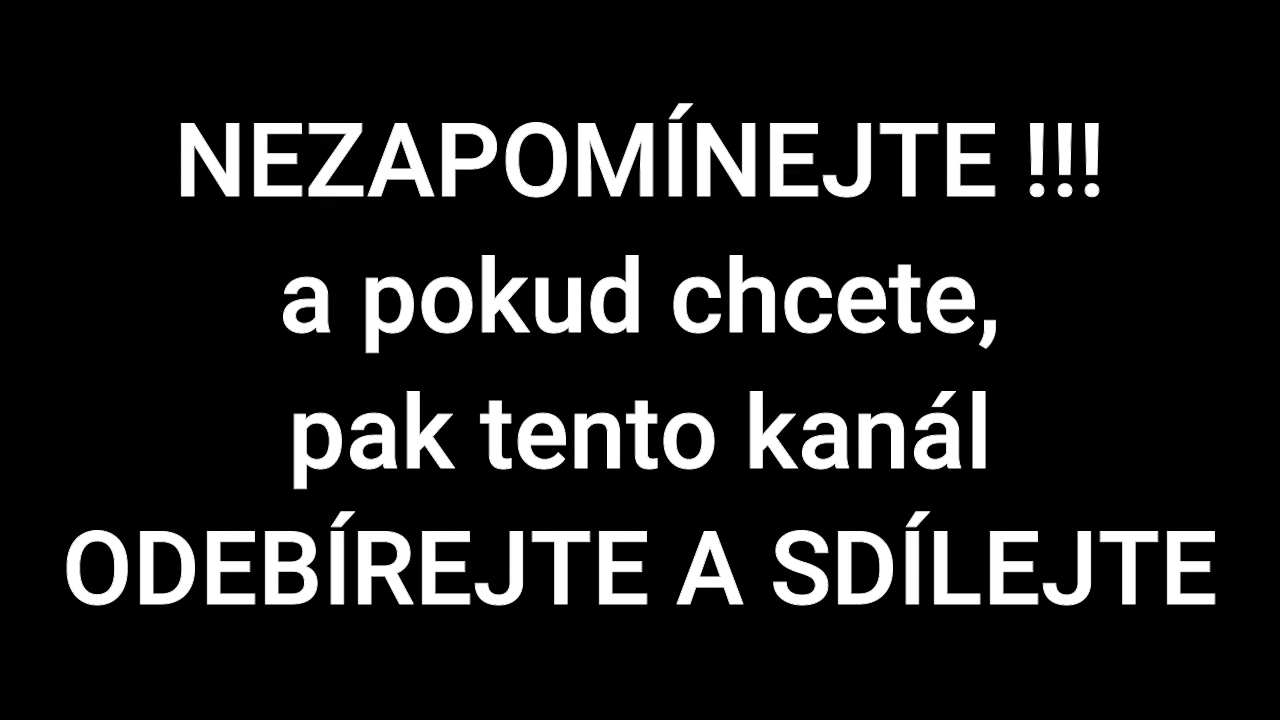 NEZAPOMÍNEJTE !!!
a pokud chcete,
pak tento kanál
ODEBÍREJTE A SDÍLEJTE